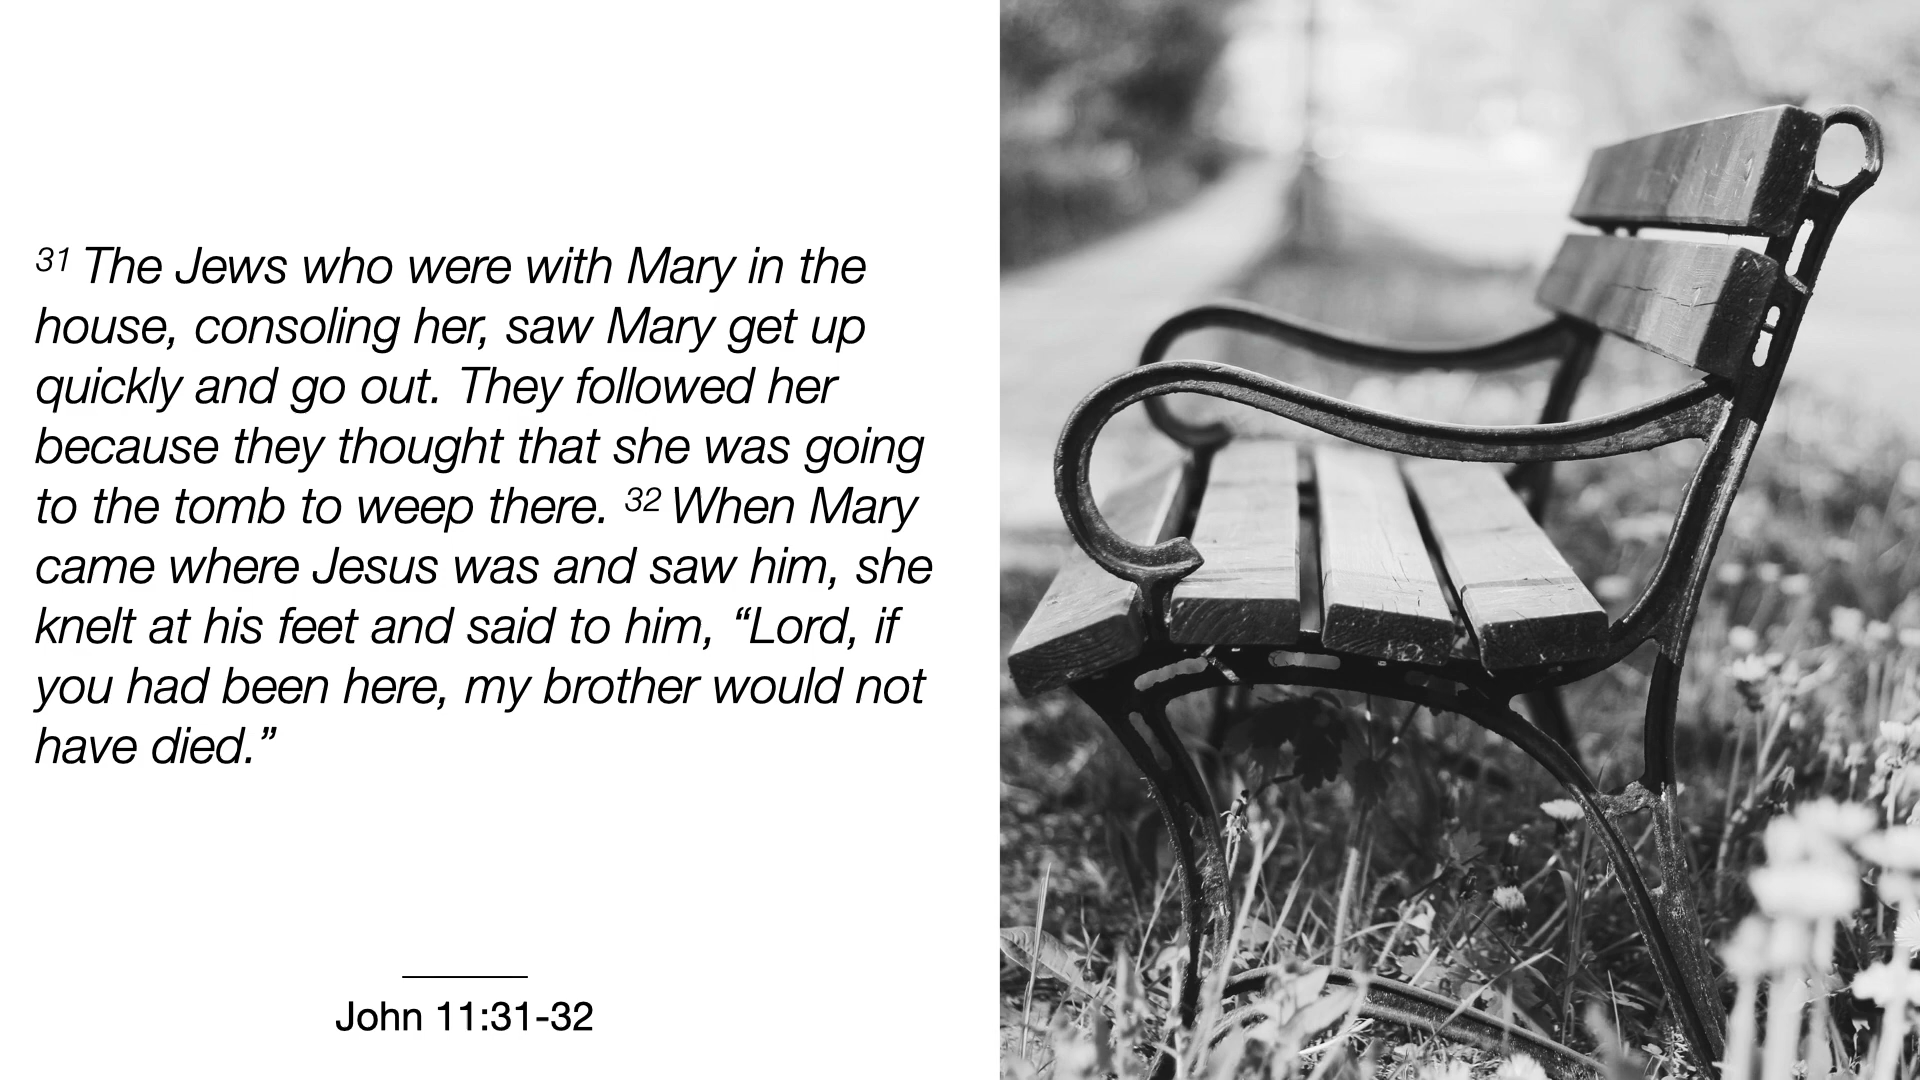 31 The Jews who were with Mary in the
house, consoling her, saw Mary get up
quickly and go out. They followed her
because they thought that she was going
to the tomb to weep there. 32 When Mary
came where Jesus was and saw him, she
knelt at his feet and said to him, “Lord, if
you had been here, my brother would not
have died.”
John 11:31-32